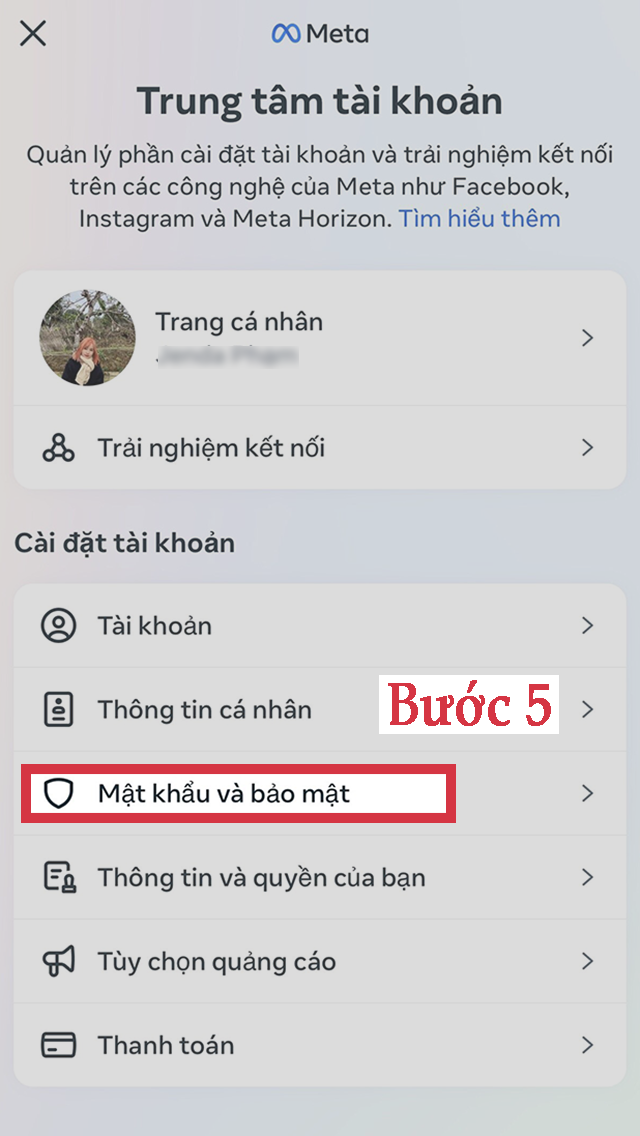 Meta
Trung tâm tài khoản
Quản lý phần cài đặt tài khoản và trải nghiệm kết nối
trên các công nghệ của Meta như Facebook,
Instagram và Meta Horizon. Tìm hiểu thêm
Trang cá nhân
Trải nghiệm kết nối
Cài đặt tài khoản
Tài khoản
Thông tin cá nhân
Bước 5
Mật khẩu và bảo mật
Thông tin và quyền của bạn
Tùy chọn quảng cáo
Thanh toán